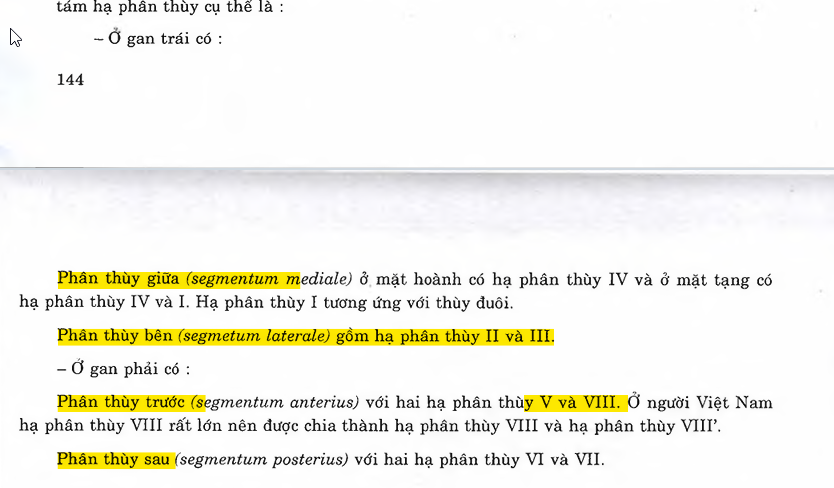 tám hạ phân thùy cụ thể là :
– Ở gan trái có :
144
Phân thùy giữa (segmentum mediale) ở mặt hoành có hạ phân thùy IV và ở mặt tạng có
hạ phân thùy IV và I. Hạ phân thùy I tương ứng với thùy đuôi.
Phân thùy bên (segmetum laterale) gồm hạ phân thùy II và III.
– Ở gan phải có :
Phân thùy trước (segmentum anterius) với hai hạ phân thùy V và VIII. Ở người Việt Nam
hạ phân thùy VIII rất lớn nên được chia thành hạ phân thùy VIII và hạ phân thùy VIII’.
Phân thùy sau (segmentum posterius) với hai hạ phân thùy VI và VII.